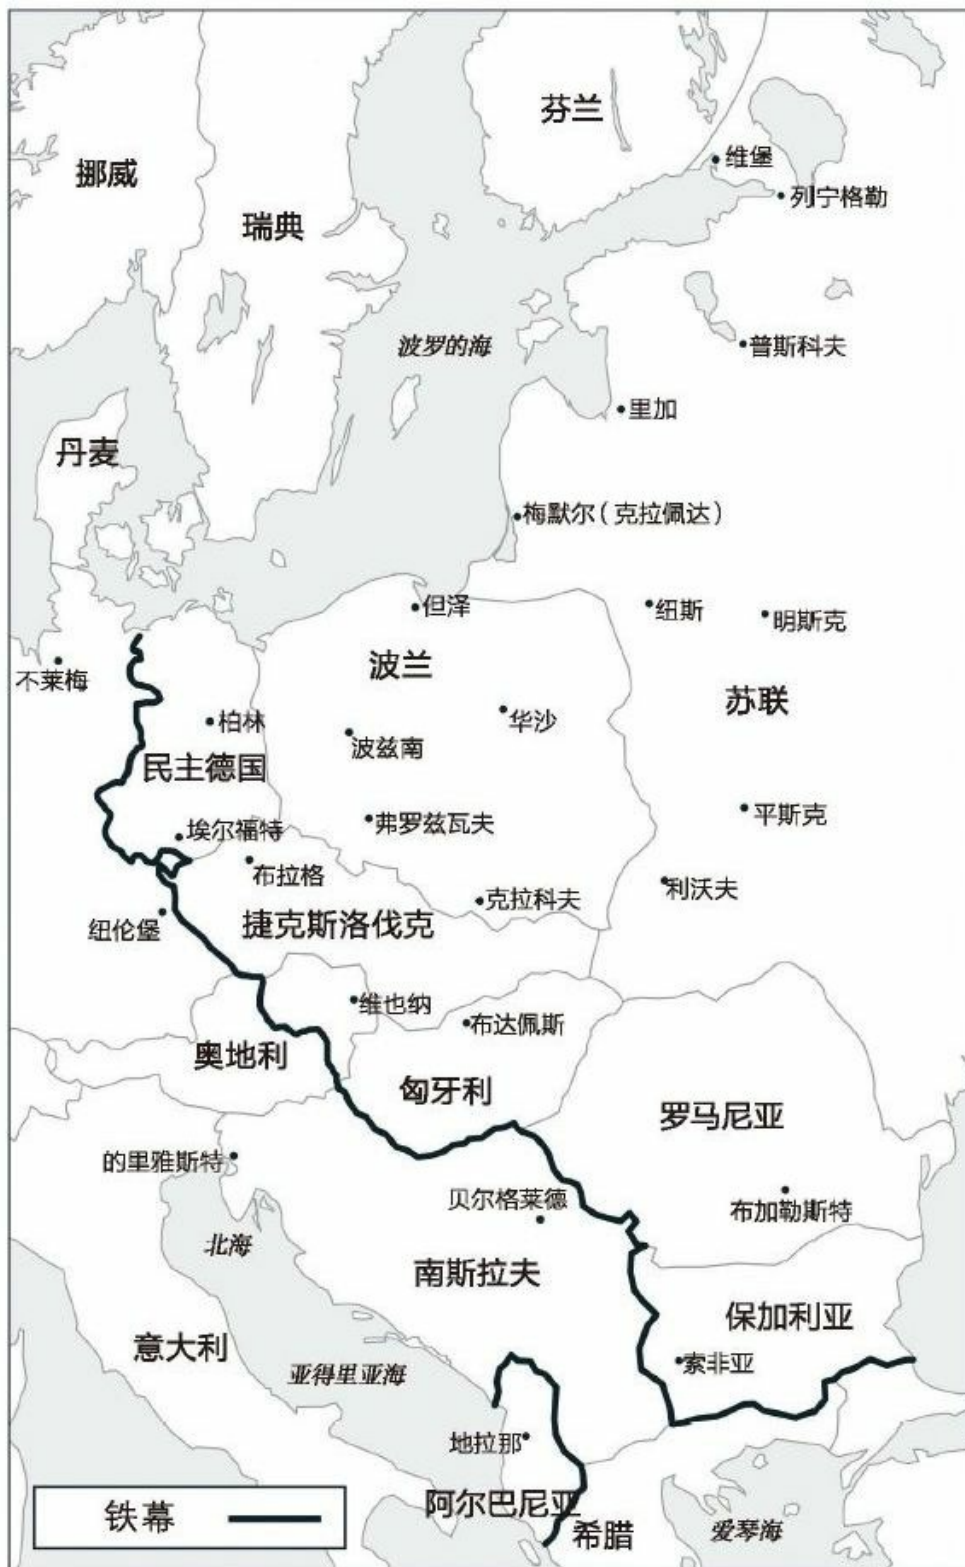 芬兰
维堡
挪威
列宁格勒
瑞典
波罗的海
普斯科夫
里加
丹麦
梅默尔（克拉佩达）
但泽
纽斯
明斯克
波兰
不莱梅
苏联
柏林
华沙
波兹南
民主德国
平斯克
弗罗兹瓦夫
埃尔福特
布拉格
利沃夫
克拉科夫
捷克斯洛伐克
纽伦堡
维也纳
布达佩斯
奥地利
匈牙利
罗马尼亚
的里雅斯特
贝尔格莱德
布加勒斯特
北海
南斯拉夫
保加利亚
意大利
索非亚
亚得里亚海
地拉那
阿尔巴尼亚
铁幕
希腊
爱琴海